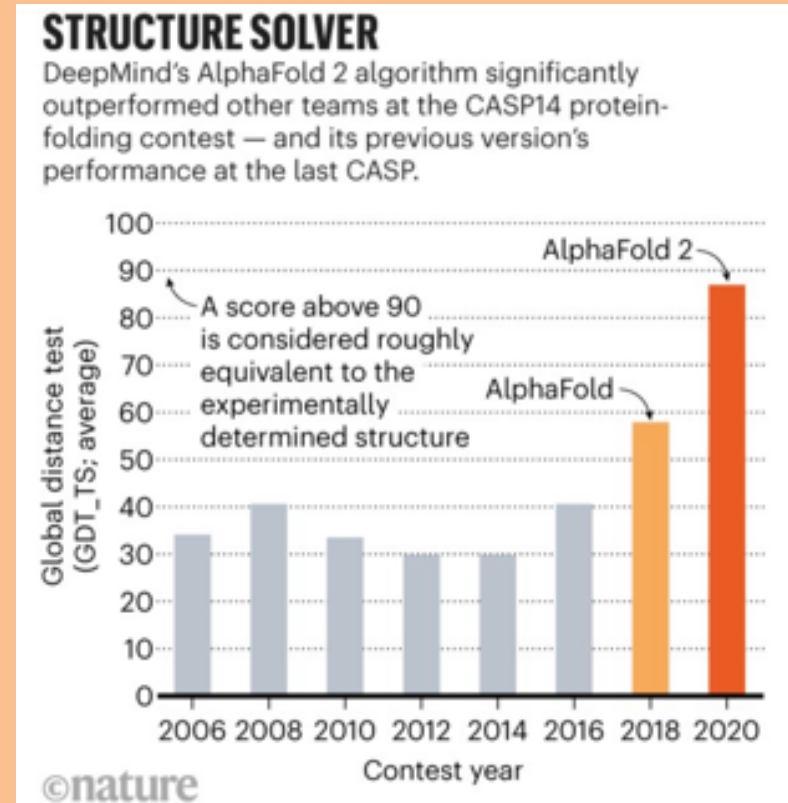 STRUCTURE SOLVER
DeepMind’s AlphaFold 2 algorithm significantly
outperformed other teams at the CASP14 protein-
folding contest — and its previous version’s
performance at the last CASP.
100
90
80
70
60
50
40
30
20
10
0
Global distance test
(GDT_TS; average)
A score above 90
is considered roughly
equivalent to the
experimentally
determined structure
AlphaFold 2
AlphaFold
2006 2008 2010 2012 2014 2016 2018 2020
Contest year
©nature